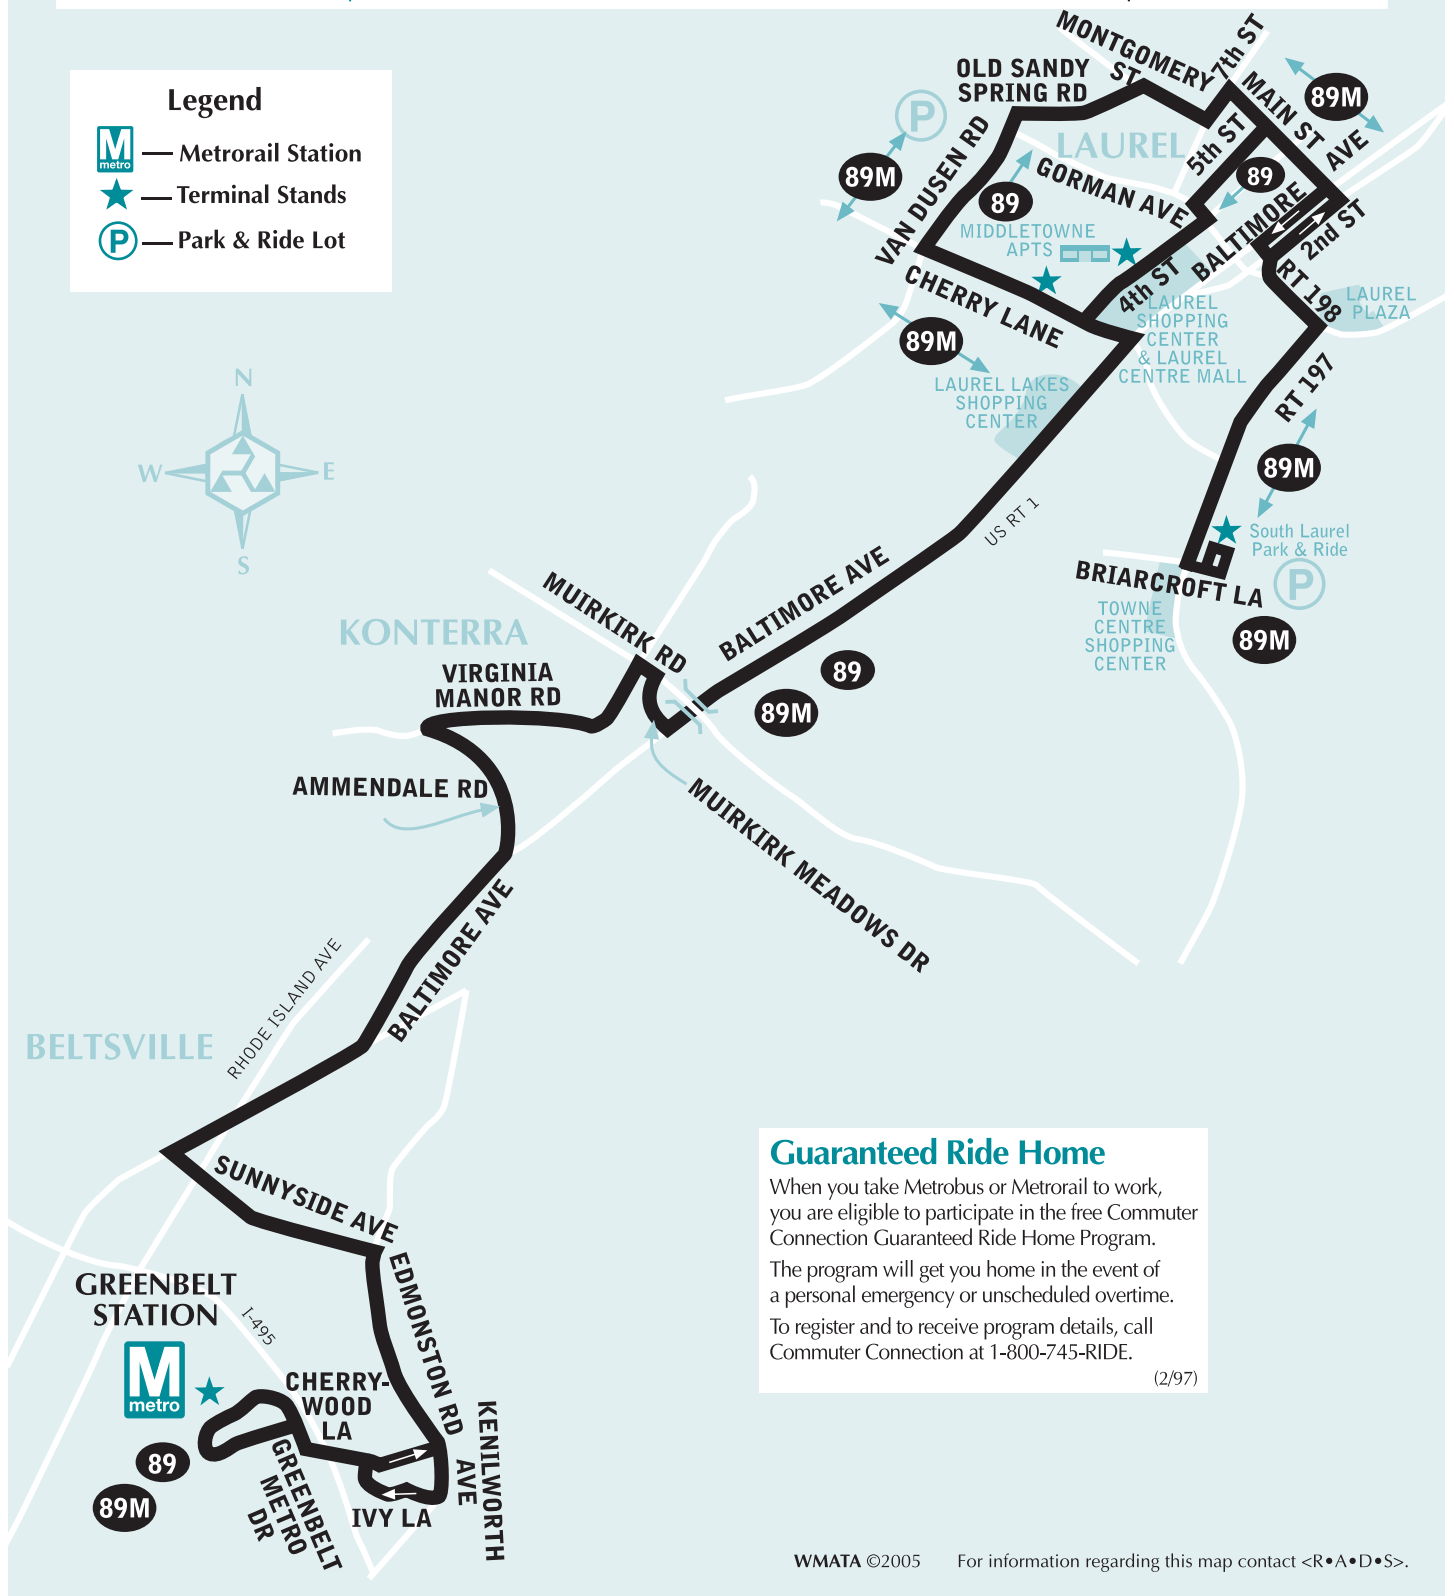 Legend
M
metro
Metrorail Station
Terminal Stands
P
Park & Ride Lot
N
W
E
S
MONTGOMERY
ST
7th ST
OLD SANDY
SPRING RD
MAIN ST
89M
AVE
P
VAN DUSEN RD
LAUREL
5th ST
89M
GORMAN AVE
89
89
BALTIMORE
2nd ST
MIDDLETOWNE
APTS
CHERRY LANE
4th ST
RT 198
LAUREL
PLAZA
LAUREL
SHOPPING
CENTER
& LAUREL
CENTRE MALL
89M
LAUREL LAKES
SHOPPING
CENTER
RT 197
89M
US RT 1
South Laurel
Park & Ride
P
BRIARCROFT LA
TOWNE
CENTRE
SHOPPING
CENTER
89M
BALTIMORE AVE
MUIRKIRK RD
KONTERRA
VIRGINIA
MANOR RD
89
89M
AMMENDALE RD
MUIRKIRK MEADOWS DR
BALTIMORE AVE
RHODE ISLAND AVE
BELTSVILLE
SUNNYSIDE AVE
EDMONSTON RD
GREENBELT
STATION
I-495
M
metro
CHERRY-
WOOD
LA
KENILWORTH
AVE
89
89M
GREENBELT
METRO
DR
IVY LA
Guaranteed Ride Home
When you take Metrobus or Metrorail to work,
you are eligible to participate in the free Commuter
Connection Guaranteed Ride Home Program.
The program will get you home in the event of
a personal emergency or unscheduled overtime.
To register and to receive program details, call
Commuter Connection at 1-800-745-RIDE.
(2/97)
WMATA ©2005 For information regarding this map contact <R•A•D•S>.